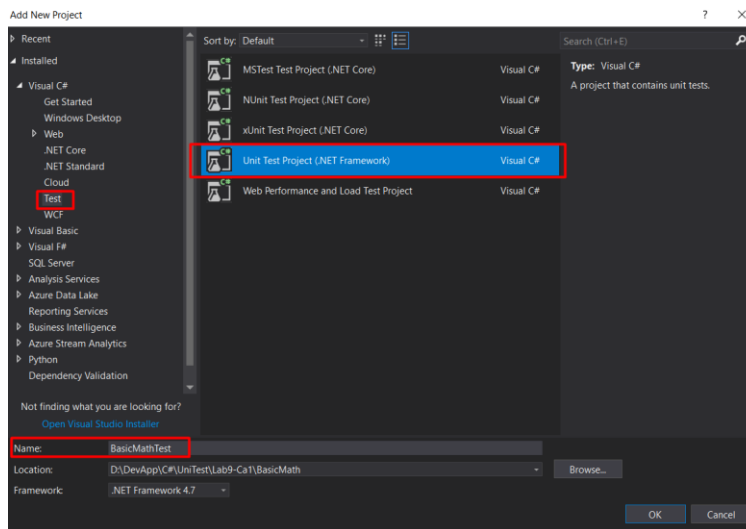 Add New Project ? ×
Recent
Installed
Visual C#
Get Started
Windows Desktop
Web
.NET Core
.NET Standard
Cloud
Test
WCF
Visual Basic
Visual F#
SQL Server
Analysis Services
Azure Data Lake
Reporting Services
Business Intelligence
Azure Stream Analytics
Python
Dependency Validation
Not finding what you are looking for?
Open Visual Studio Installer
Sort by: Default
MSTest Test Project (.NET Core) Visual C#
NUnit Test Project (.NET Core) Visual C#
xUnit Test Project (.NET Core) Visual C#
Unit Test Project (.NET Framework) Visual C#
Web Performance and Load Test Project Visual C#
Search (Ctrl+E)
Type: Visual C#
A project that contains unit tests.
Name: BasicMathTest
Location: D:\DevApp\C#\UniTest\Lab9-Ca1\BasicMath Browse...
Framework: .NET Framework 4.7
OK Cancel